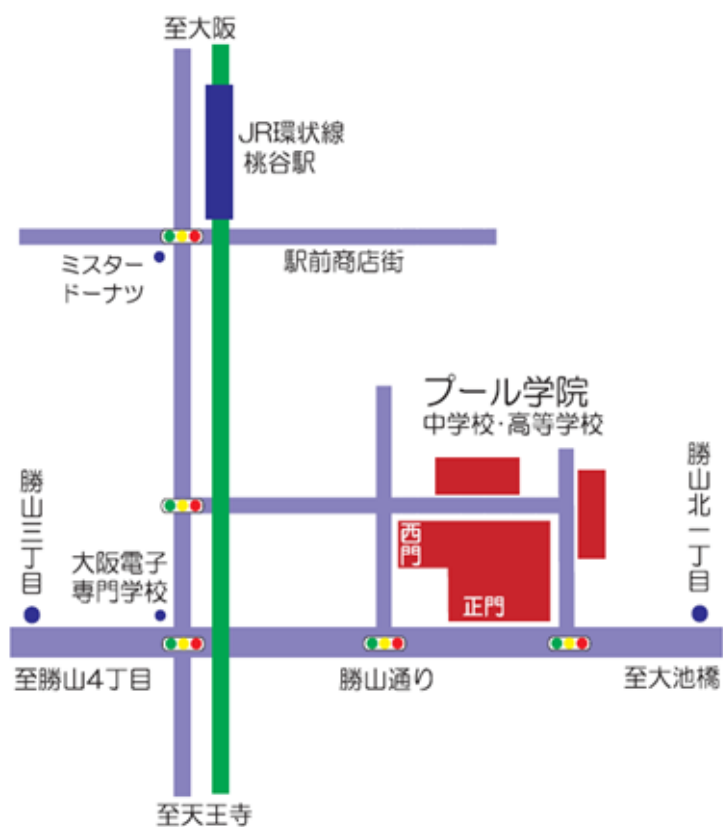 至大阪
JR環状線
桃谷駅
ミスター
ドーナツ
駅前商店街
プール学院
中学校・高等学校
勝山三丁目
勝山北一丁目
西門
大阪電子
専門学校
正門
至勝山4丁目
勝山通り
至大池橋
至天王寺